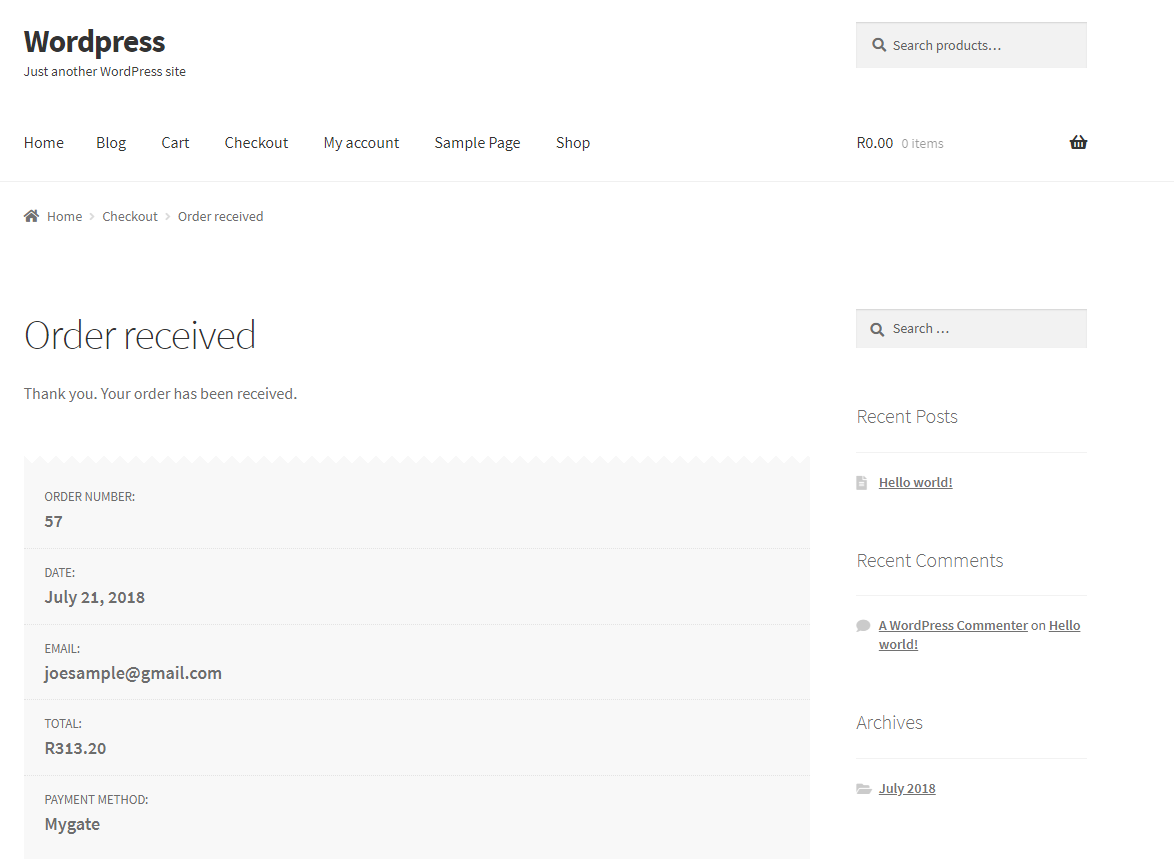 Wordpress
Just another WordPress site
Search products…
Home Blog Cart Checkout My account Sample Page Shop
R0.00 0 items
Home Checkout Order received
Order received
Thank you. Your order has been received.
ORDER NUMBER:
57
DATE:
July 21, 2018
EMAIL:
joesample@gmail.com
TOTAL:
R313.20
PAYMENT METHOD:
Mygate
Search …
Recent Posts
Hello world!
Recent Comments
A WordPress Commenter on Hello
world!
Archives
July 2018